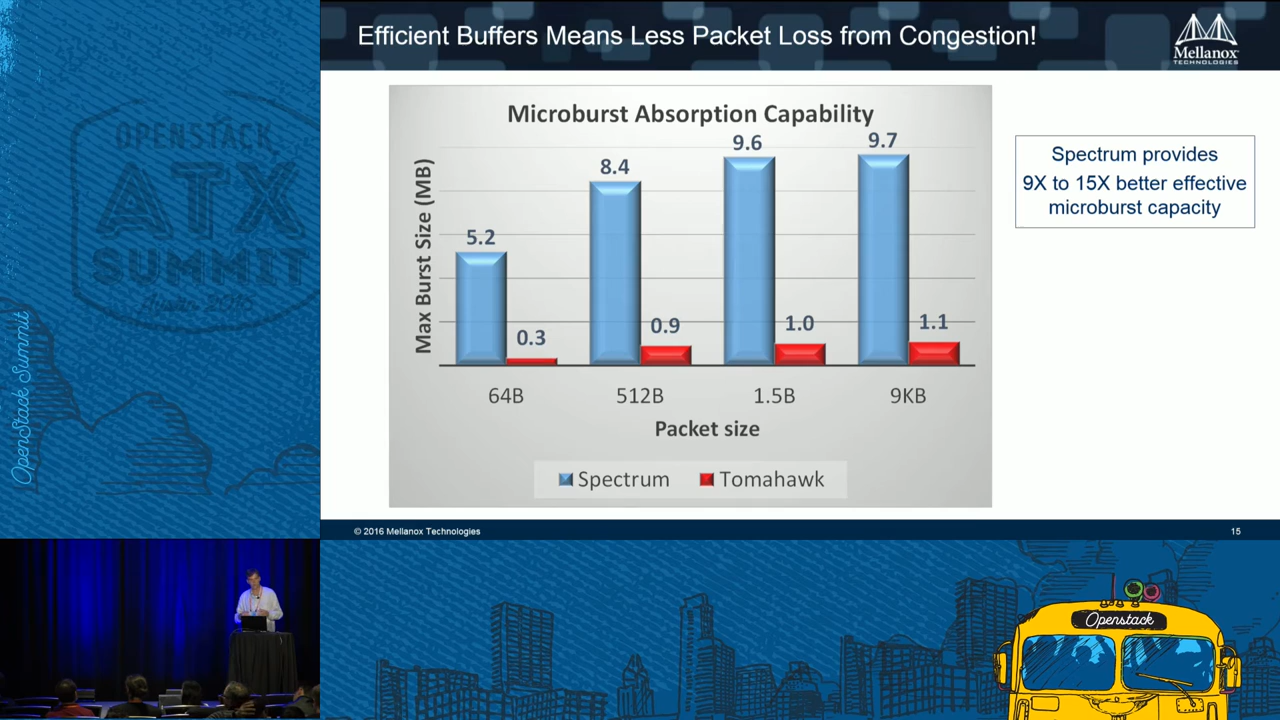 Efficient Buffers Means Less Packet Loss from Congestion!
Mellanox
TECHNOLOGIES
OPENSTACK
ATX
SUMMIT
Austin 2016
OpenStack Summit
Microburst Absorption Capability
Max Burst Size (MB)
5.2
0.3
8.4
0.9
9.6
1.0
9.7
1.1
64B
512B
1.5B
9KB
Packet size
Spectrum
Tomahawk
Spectrum provides
9X to 15X better effective
microburst capacity
© 2016 Mellanox Technologies
15
Openstack